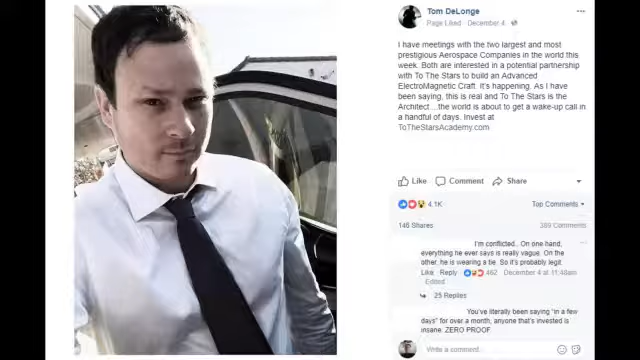 Tom DeLonge
Page Liked · December 4 ·
I have meetings with the two largest and most
prestigious Aerospace Companies in the world this
week. Both are interested in a potential partnership
with To The Stars to build an Advanced
ElectroMagnetic Craft. It's happening. As I have
been saying, this is real and To The Stars is the
Architect ...the world is about to get a wake-up call in
a handful of days. Invest at
ToTheStarsAcademy.com
Like Comment Share
4.1K Top Comments
146 Shares 389 Comments
I'm conflicted.. On one hand,
everything he ever says is really vague. On the
other, he is wearing a tie. So it's probably legit.
Like · Reply · 462 · December 4 at 11:48am ·
Edited
25 Replies
You've literally been saying "in a few
days" for over a month, anyone that's invested is
insane. ZERO PROOF
Write a comment...